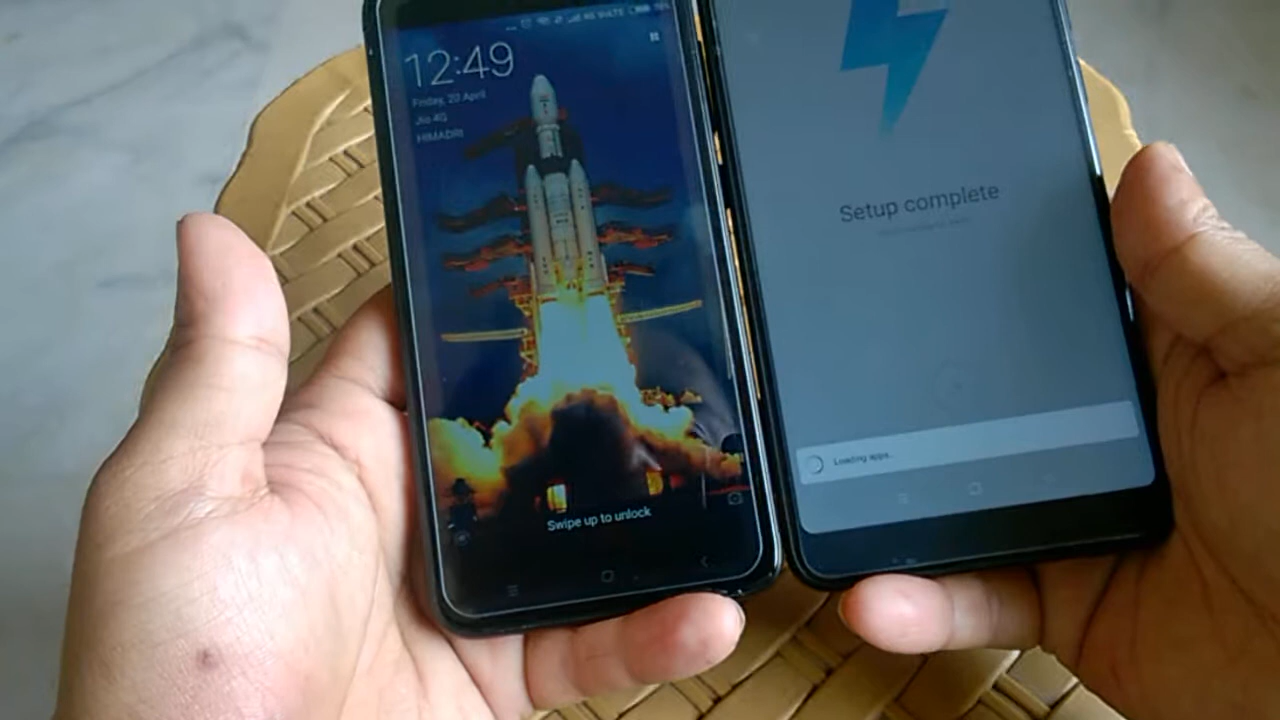 12:49
Friday, 20 April
Jio 4G
HIMADRI
Swipe up to unlock
Setup complete
Loading apps..